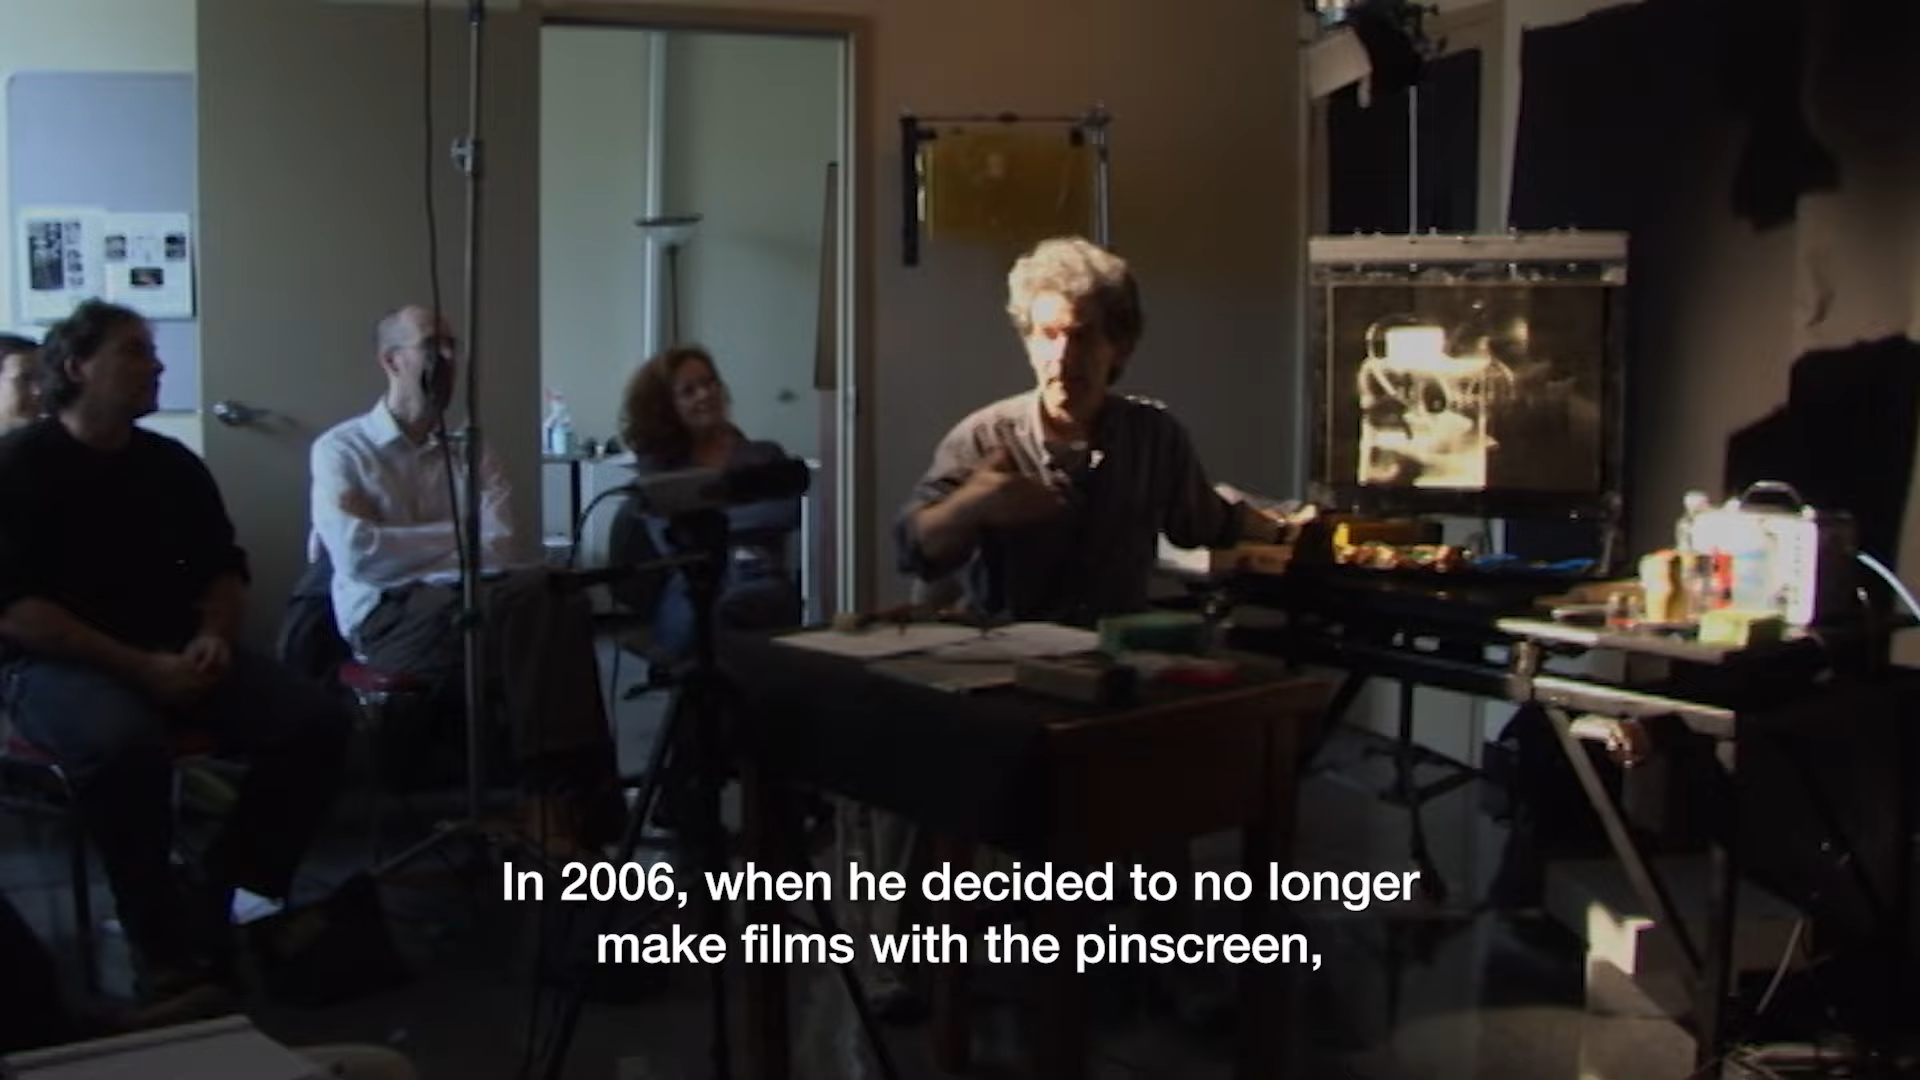 In 2006, when he decided to no longer
make films with the pinscreen,